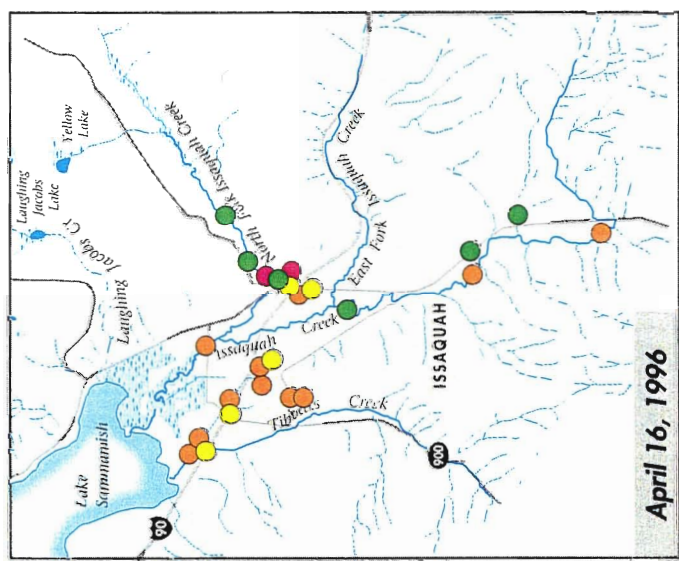 Laughing
Jacobs
Lake
Yellow
Lake
Laughing Jacobs Cr
North Fork Issaquah Creek
Lake
Sammamish
East Fork Issaquah Creek
Issaquah Creek
Tibbetts Creek
ISSAQUAH
90
900
April 16, 1996